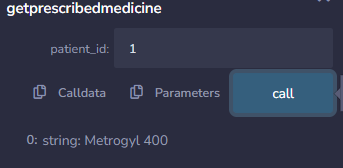 getprescribedmedicine
patient_id: 1
Calldata Parameters call
0: string: Metrogyl 400